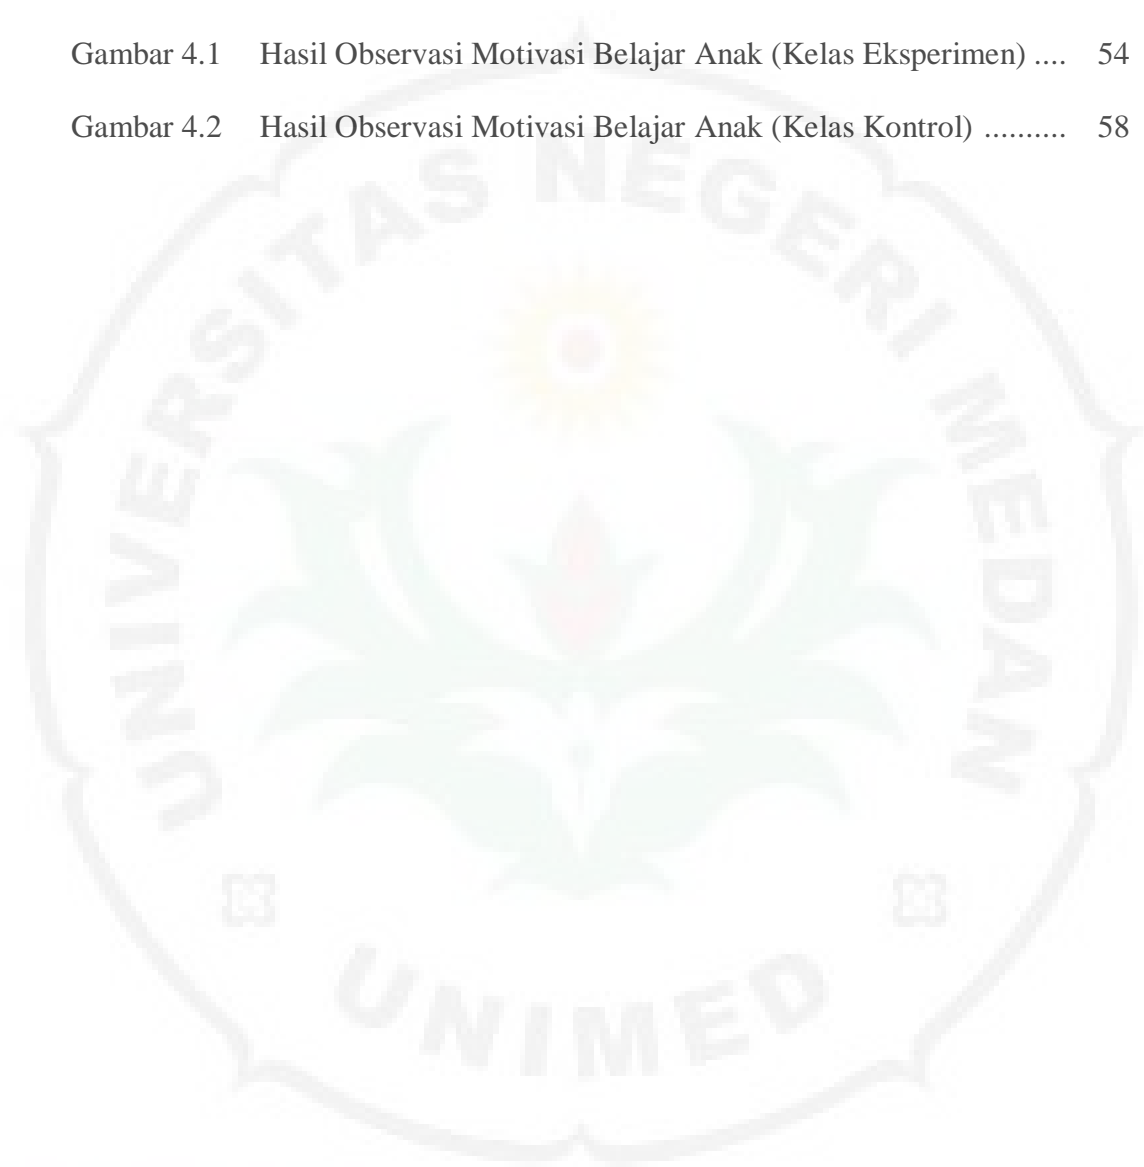 Gambar 4.1 Hasil Observasi Motivasi Belajar Anak (Kelas Eksperimen) .... 54
Gambar 4.2 Hasil Observasi Motivasi Belajar Anak (Kelas Kontrol) .......... 58
UNIVERSITAS NEGERI MEDAN
UNIMED